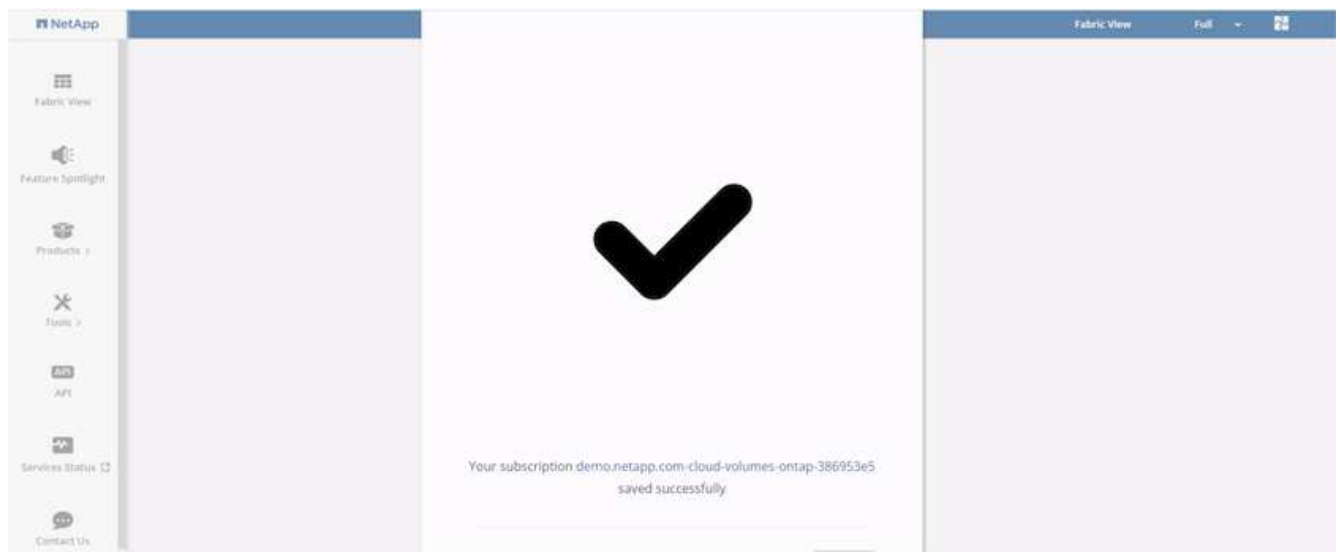 NetApp
Fabric View
Full
Fabric View
Feature Spotlight
Products >
Tools >
API
API
Services Status
Contact Us
Your subscription demo.netapp.com-cloud-volumes-ontap-386953e5
saved successfully